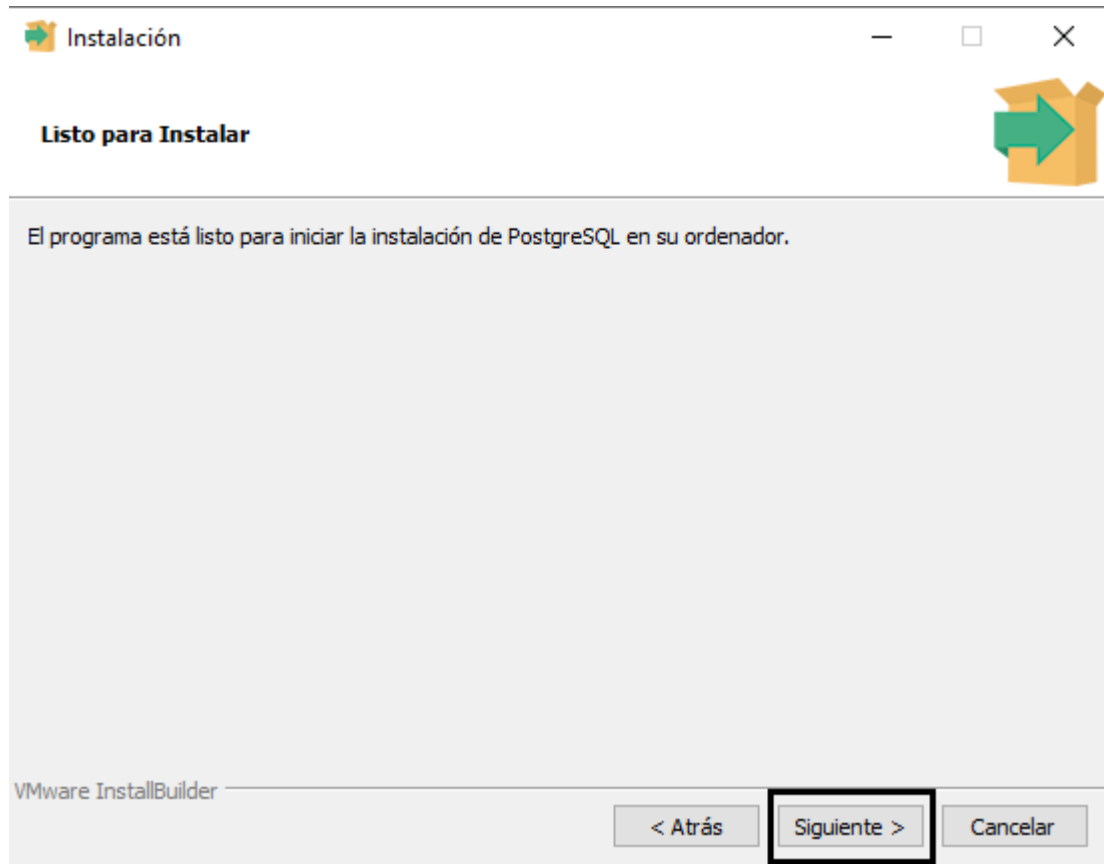 Instalación
Listo para Instalar
El programa está listo para iniciar la instalación de PostgreSQL en su ordenador.
VMware InstallBuilder
< Atrás
Siguiente >
Cancelar